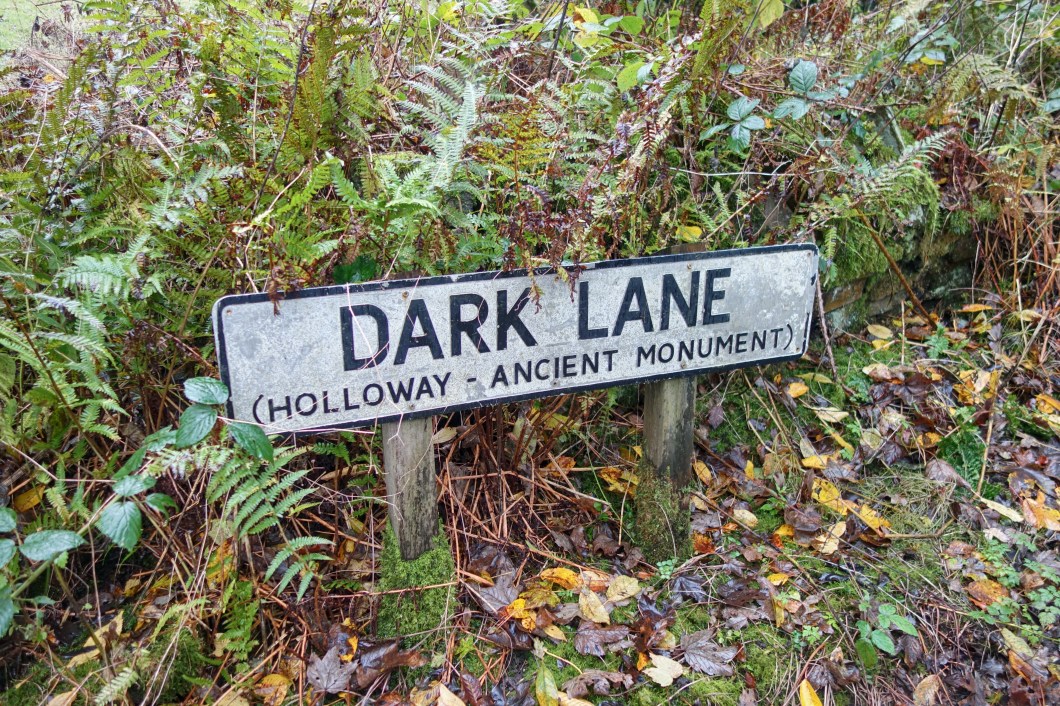 DARK LANE
(HOLLOWAY - ANCIENT MONUMENT)